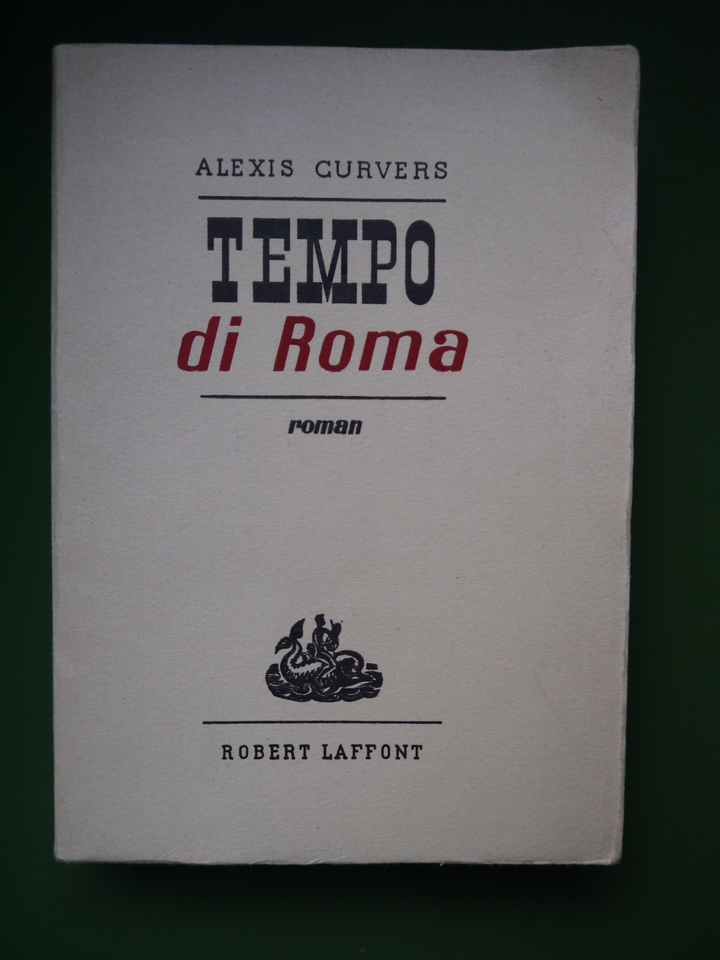 ALEXIS CURVERS
TEMPO
di Roma
roman
ROBERT LAFFONT